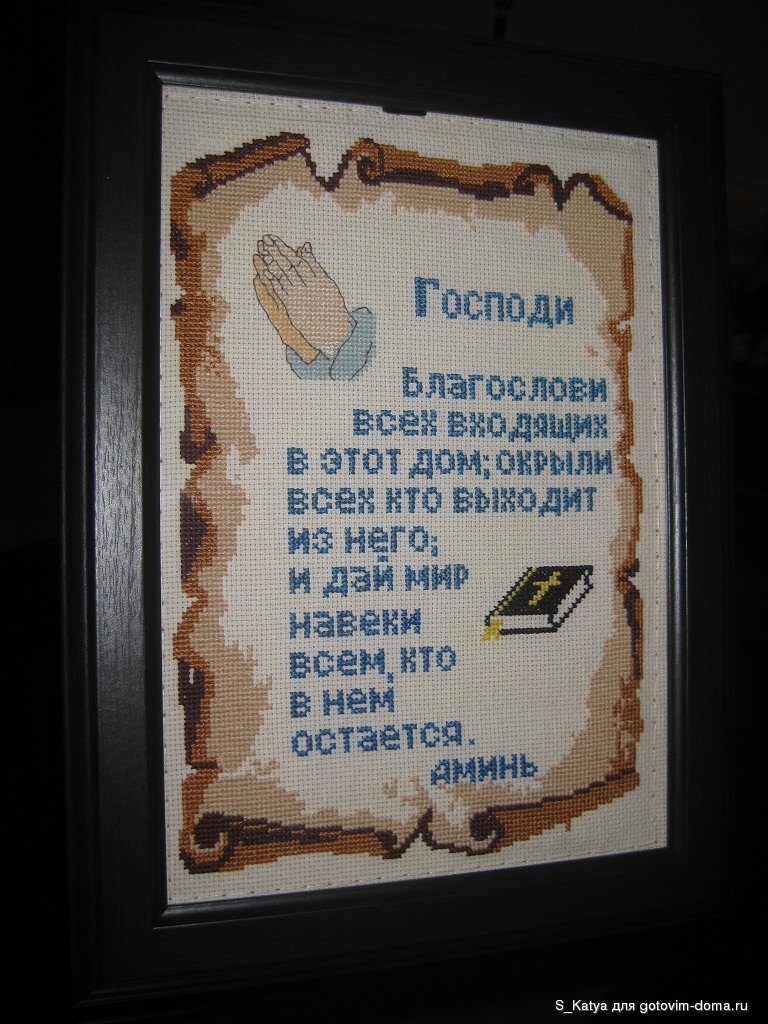 Господи
Благослови
всех входящих
в этот дом; окрыли
всех кто выходит
из него;
и дай мир
навеки
всем, кто
в нем
остается.
аминь
S_Katya для gotovim-doma.ru